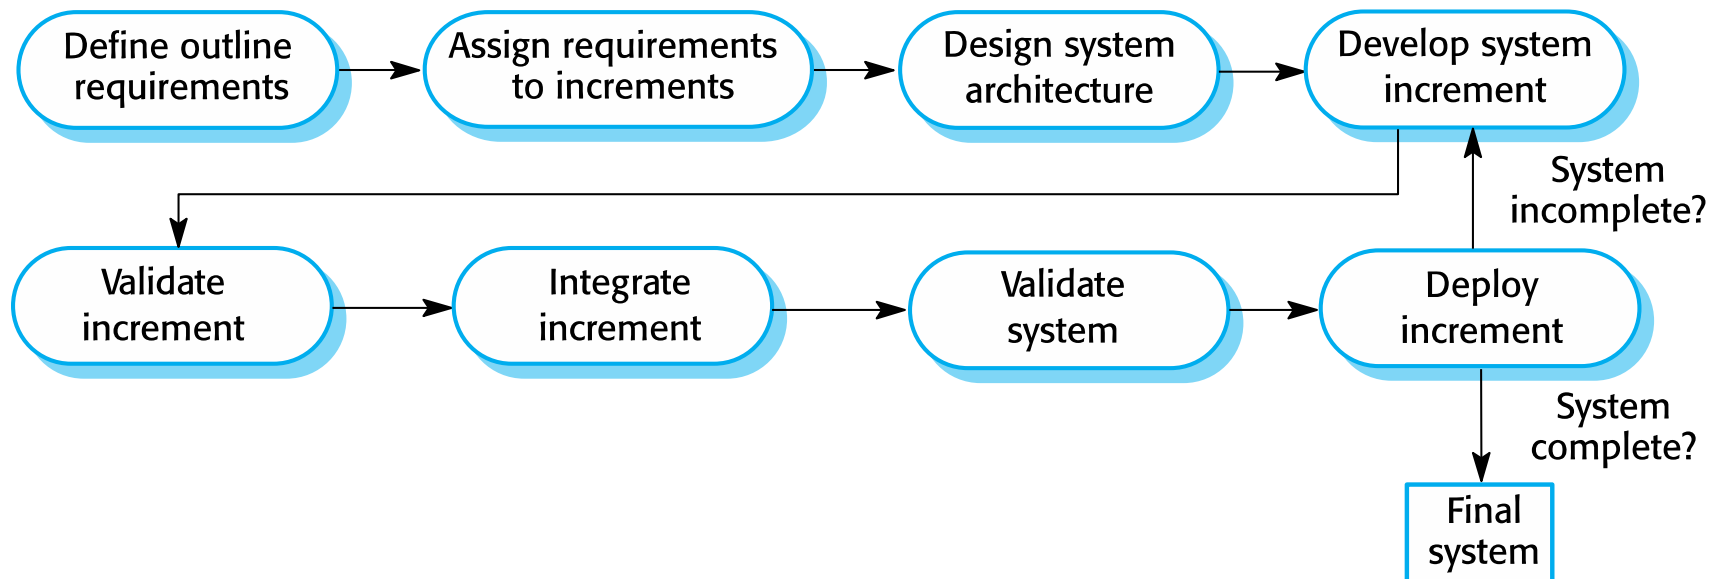 Define outline
requirements
Assign requirements
to increments
Design system
architecture
Develop system
increment
System
incomplete?
Validate
increment
Integrate
increment
Validate
system
Deploy
increment
System
complete?
Final
system